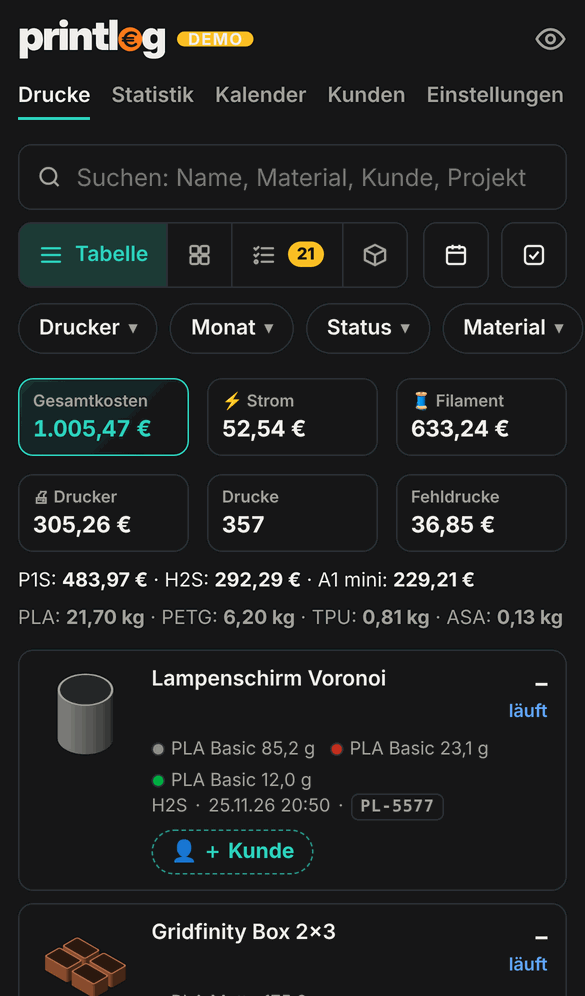 printlog DEMO
Drucke Statistik Kalender Kunden Einstellungen
Suchen: Name, Material, Kunde, Projekt
Tabelle 21
Drucker ▾ Monat ▾ Status ▾ Material ▾
Gesamtkosten ⚡ Strom 🧵 Filament
1.005,47 € 52,54 € 633,24 €
🖨 Drucker Drucke Fehldrucke
305,26 € 357 36,85 €
P1S: 483,97 € · H2S: 292,29 € · A1 mini: 229,21 €
PLA: 21,70 kg · PETG: 6,20 kg · TPU: 0,81 kg · ASA: 0,13 kg
Lampenschirm Voronoi –
läuft
PLA Basic 85,2 g PLA Basic 23,1 g
PLA Basic 12,0 g
H2S · 25.11.26 20:50 · PL-5577
👤 + Kunde
Gridfinity Box 2×3 –
läuft